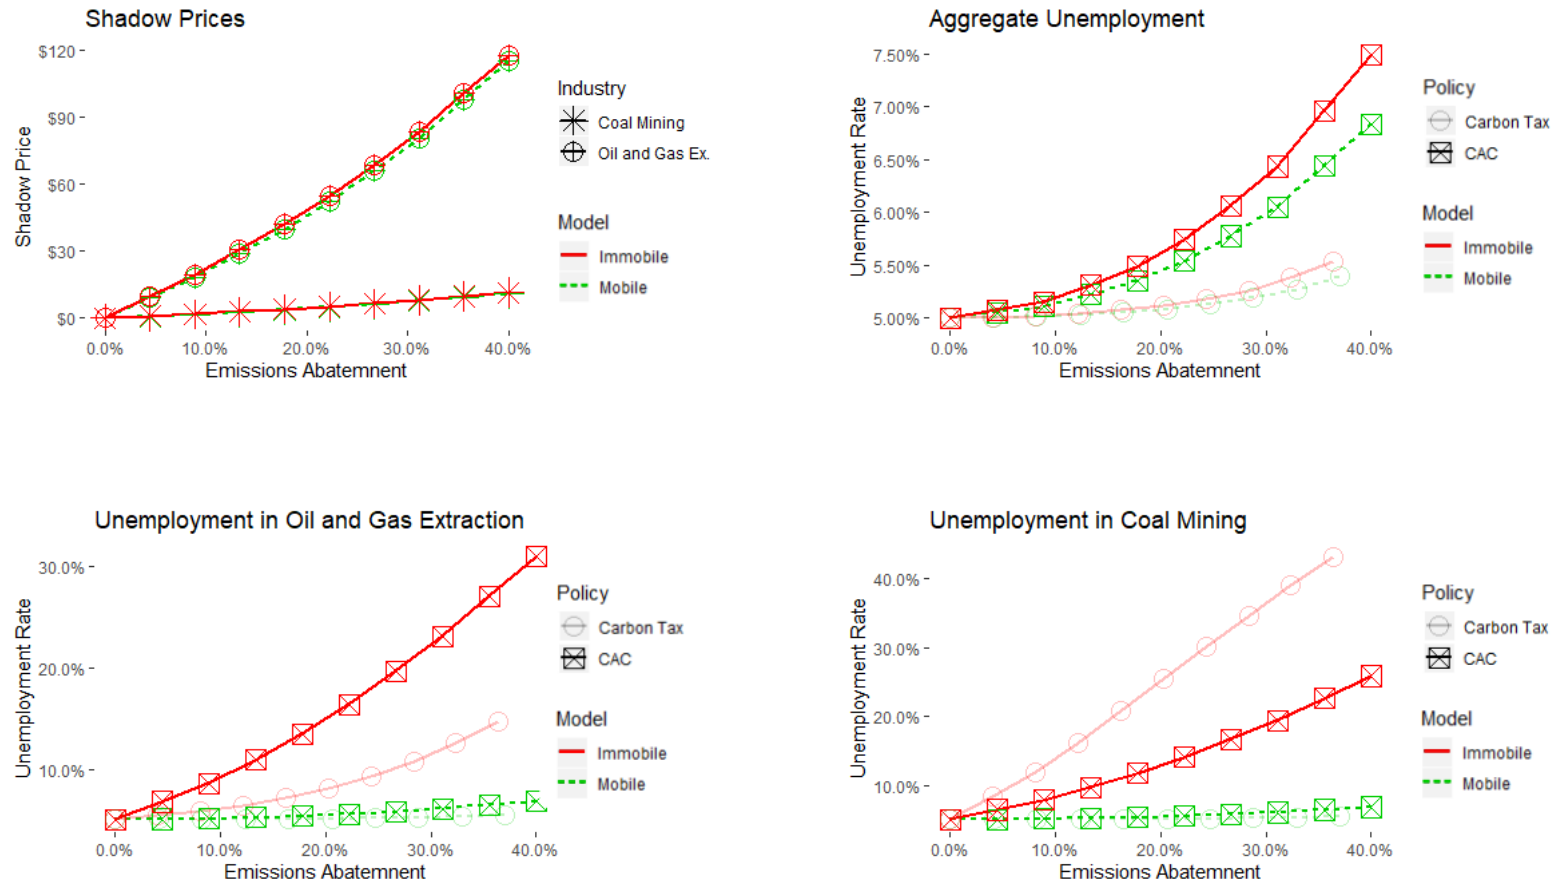 Shadow Prices
Shadow Price
$120
$90
$60
$30
$0
0.0% 10.0% 20.0% 30.0% 40.0%
Emissions Abatemnent
Industry
Coal Mining
Oil and Gas Ex.
Model
Immobile
Mobile
Aggregate Unemployment
Unemployment Rate
7.50%
7.00%
6.50%
6.00%
5.50%
5.00%
0.0% 10.0% 20.0% 30.0% 40.0%
Emissions Abatemnent
Policy
Carbon Tax
CAC
Model
Immobile
Mobile
Unemployment in Oil and Gas Extraction
Unemployment Rate
30.0%
20.0%
10.0%
0.0% 10.0% 20.0% 30.0% 40.0%
Emissions Abatemnent
Policy
Carbon Tax
CAC
Model
Immobile
Mobile
Unemployment in Coal Mining
Unemployment Rate
40.0%
30.0%
20.0%
10.0%
0.0% 10.0% 20.0% 30.0% 40.0%
Emissions Abatemnent
Policy
Carbon Tax
CAC
Model
Immobile
Mobile